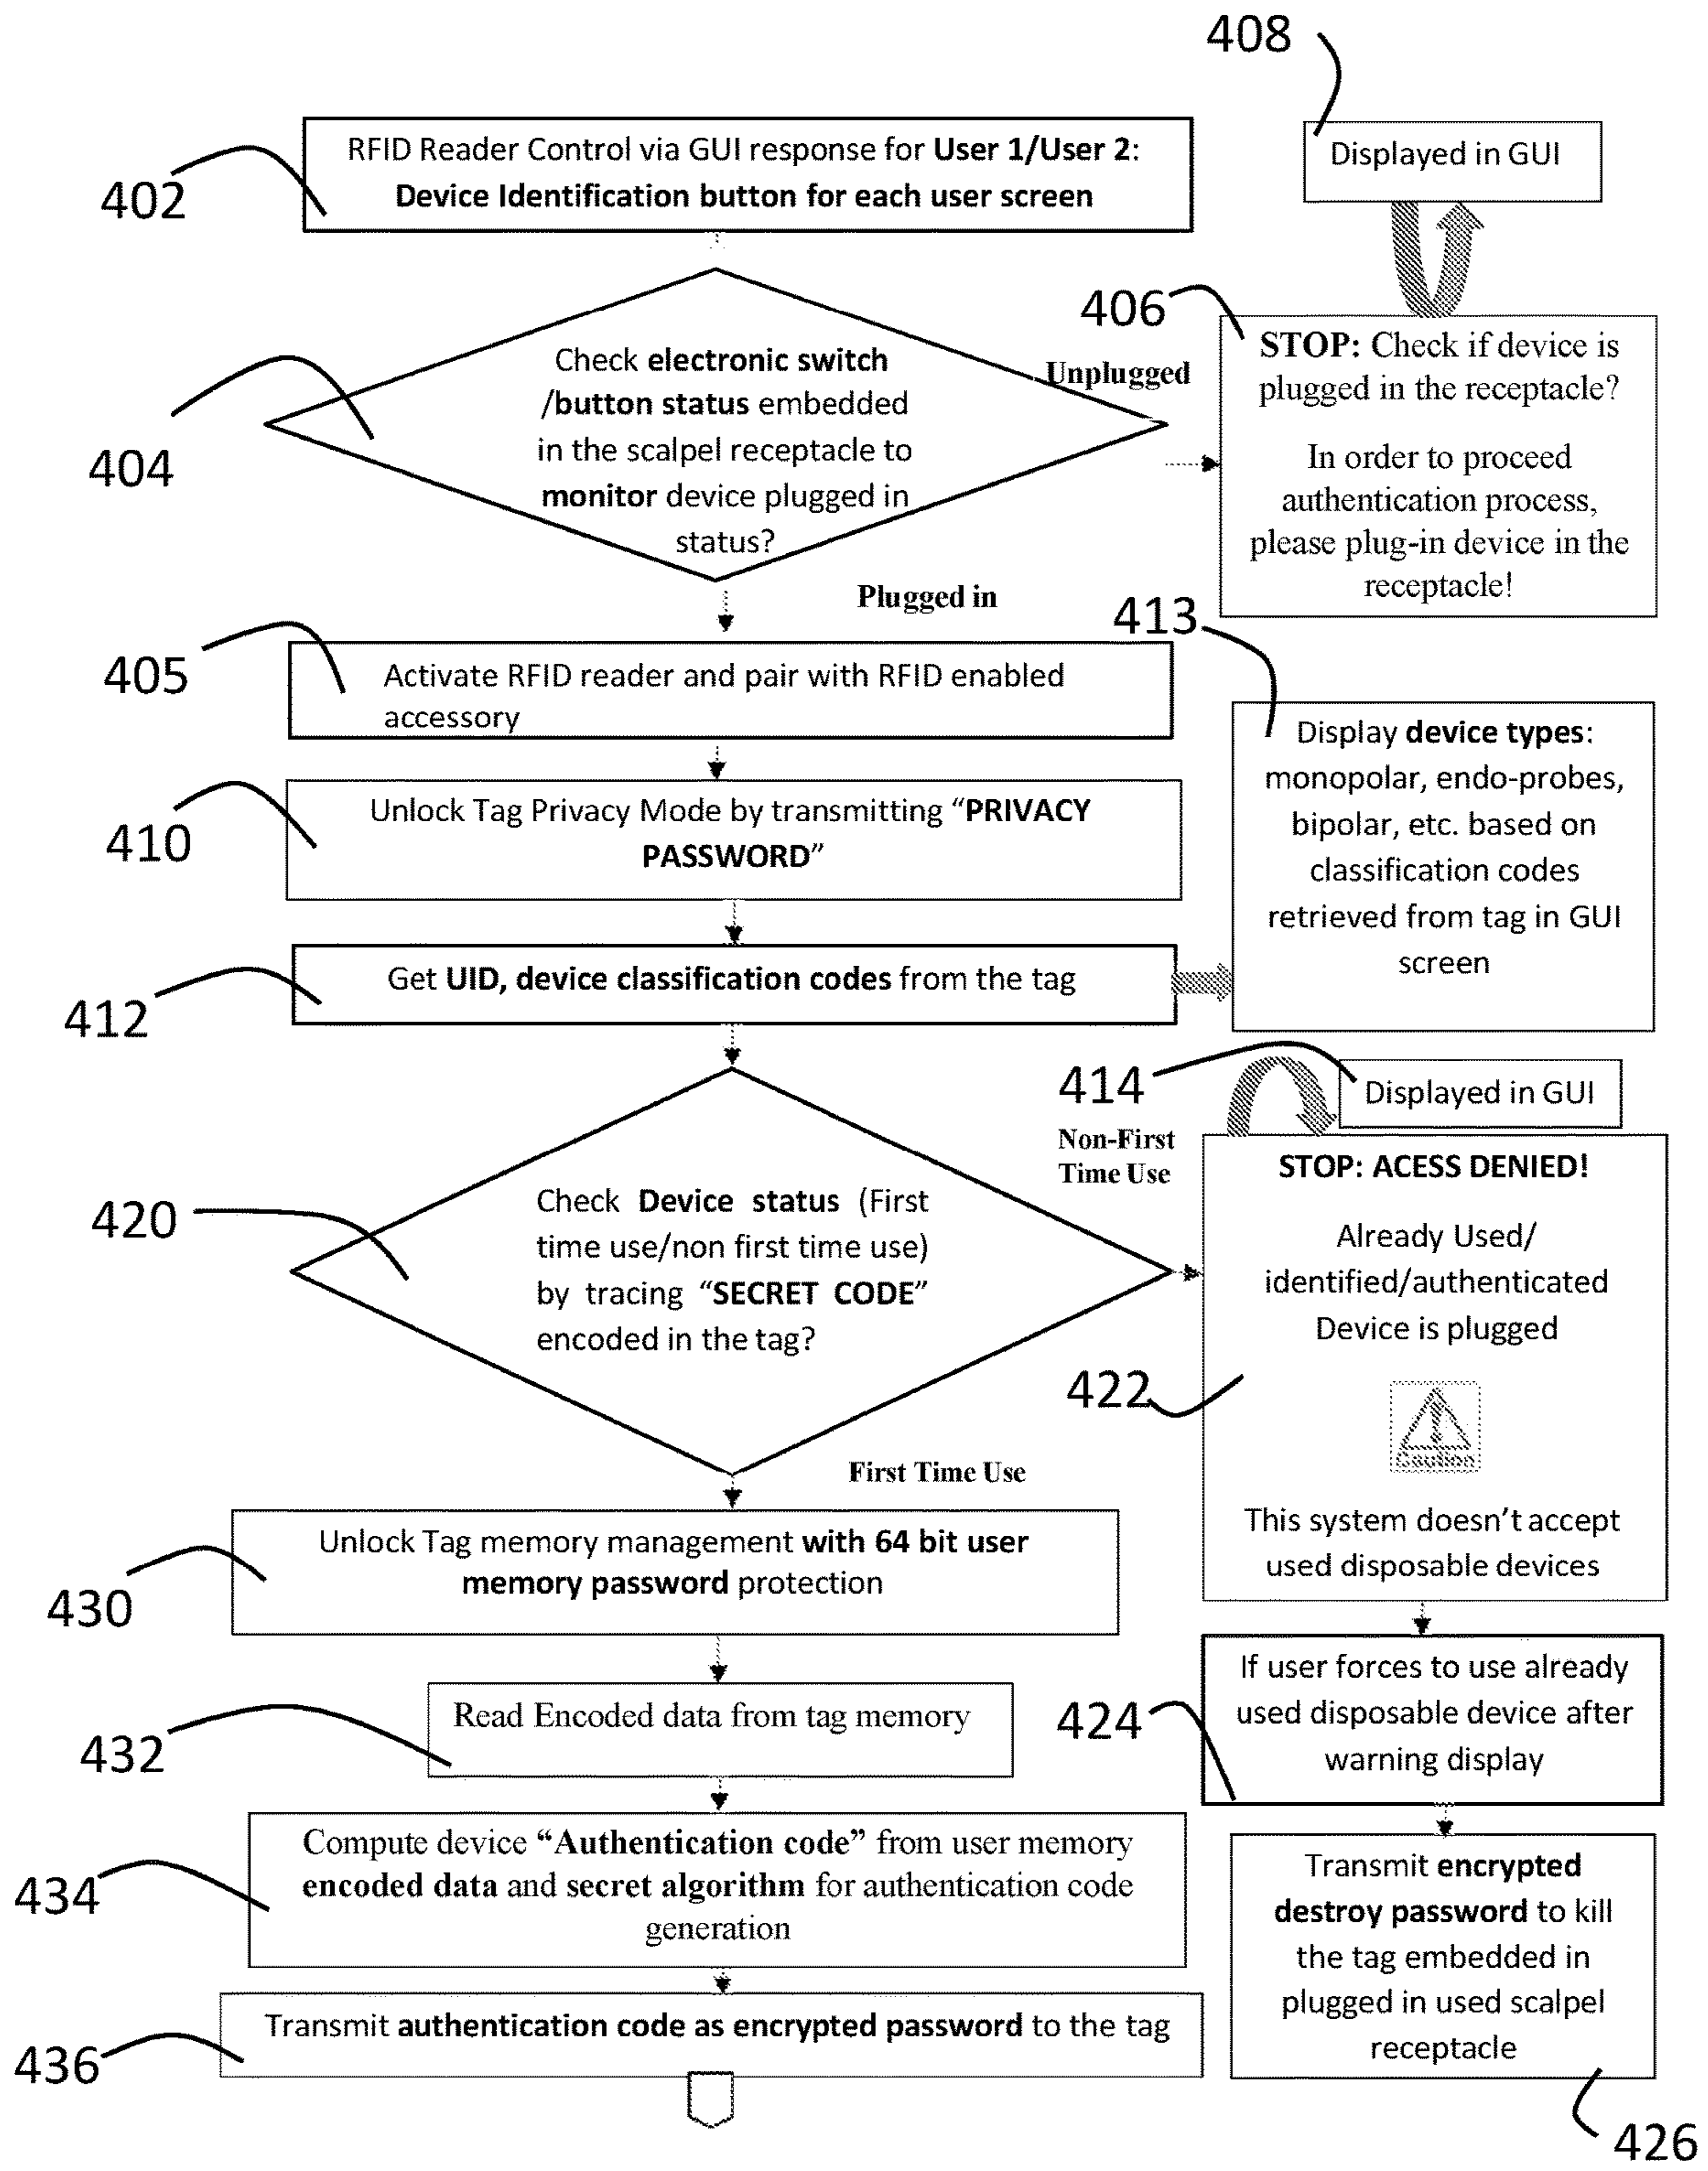 408
Displayed in GUI
RFID Reader Control via GUI response for User 1/User 2:
Device Identification button for each user screen
402
406
STOP: Check if device is
plugged in the receptacle?
In order to proceed
authentication process,
please plug-in device in the
receptacle!
Unplugged
Check electronic switch
/button status embedded
in the scalpel receptacle to
monitor device plugged in
status?
404
Plugged in
413
405
Activate RFID reader and pair with RFID enabled
accessory
Display device types:
monopolar, endo-probes,
bipolar, etc. based on
classification codes
retrieved from tag in GUI
screen
410
Unlock Tag Privacy Mode by transmitting “PRIVACY
PASSWORD”
412
Get UID, device classification codes from the tag
414
Displayed in GUI
Non-First
Time Use
STOP: ACESS DENIED!
Already Used/
identified/authenticated
Device is plugged
Caution
This system doesn't accept
used disposable devices
420
Check Device status (First
time use/non first time use)
by tracing “SECRET CODE”
encoded in the tag?
422
First Time Use
Unlock Tag memory management with 64 bit user
memory password protection
430
If user forces to use already
used disposable device after
warning display
424
Read Encoded data from tag memory
432
Compute device “Authentication code” from user memory
encoded data and secret algorithm for authentication code
generation
434
Transmit encrypted
destroy password to kill
the tag embedded in
plugged in used scalpel
receptacle
Transmit authentication code as encrypted password to the tag
436
426